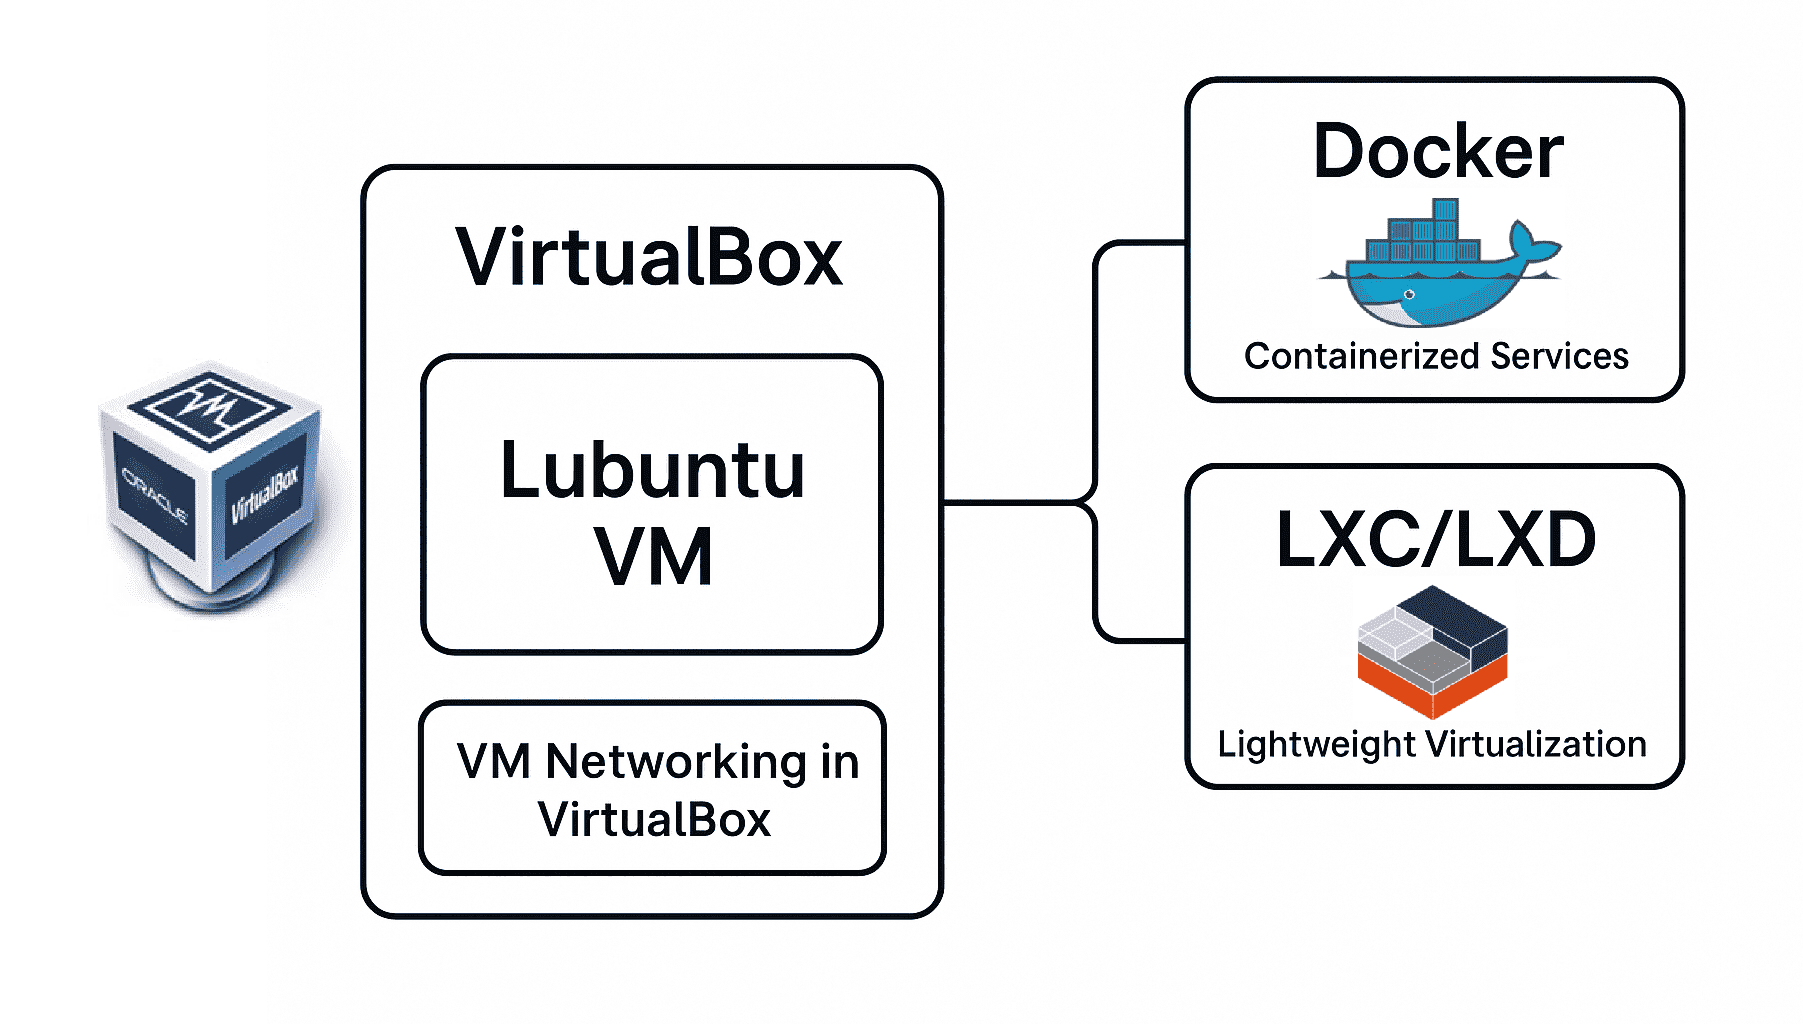 ORACLE
VirtualBox
VirtualBox
Lubuntu
VM
VM Networking in
VirtualBox
Docker
Containerized Services
LXC/LXD
Lightweight Virtualization